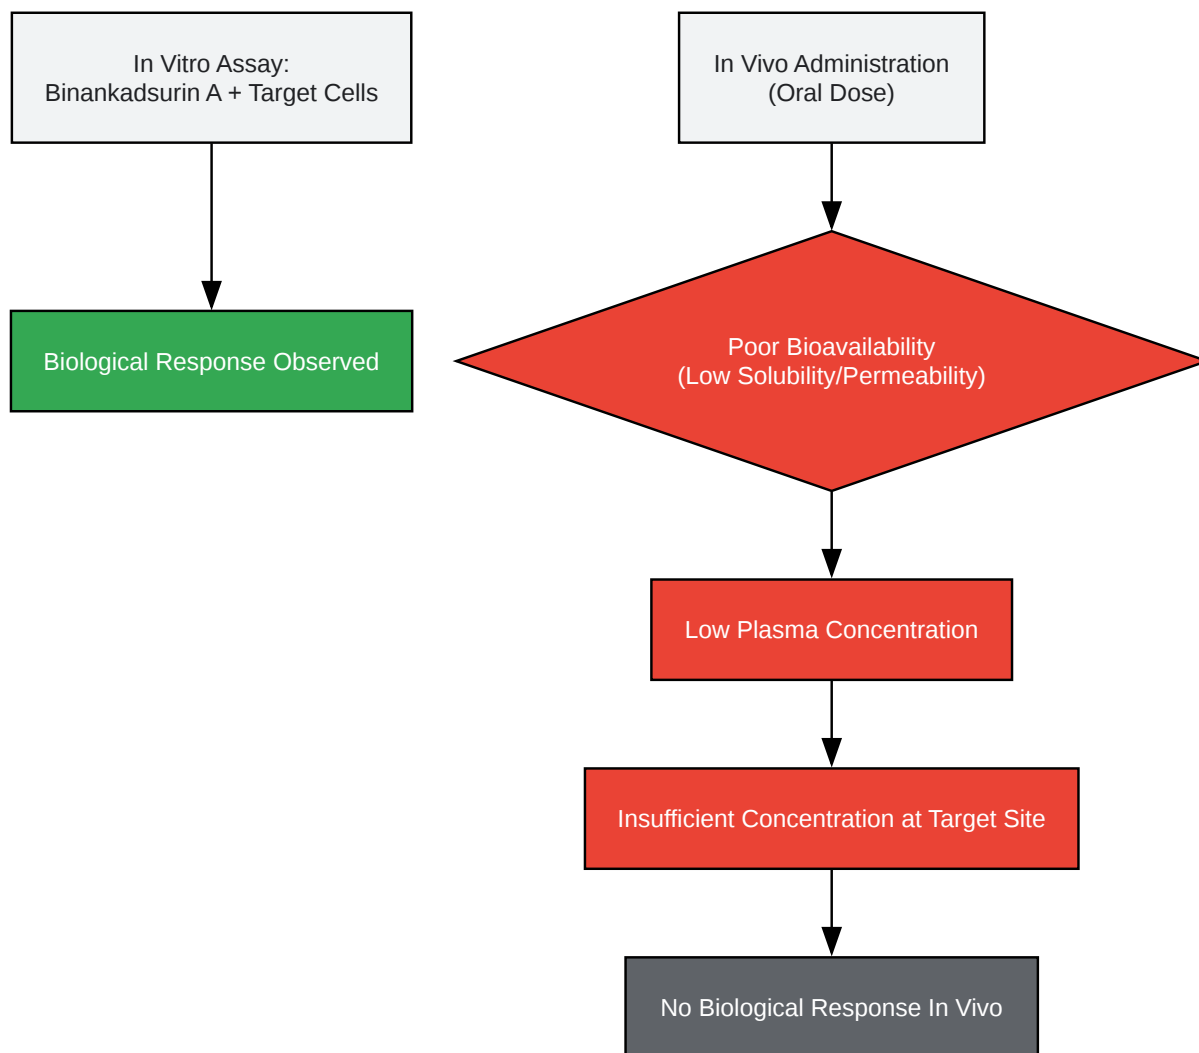 In Vitro Assay:
Binankadsurin A + Target Cells
Biological Response Observed
In Vivo Administration
(Oral Dose)
Poor Bioavailability
(Low Solubility/Permeability)
Low Plasma Concentration
Insufficient Concentration at Target Site
No Biological Response In Vivo